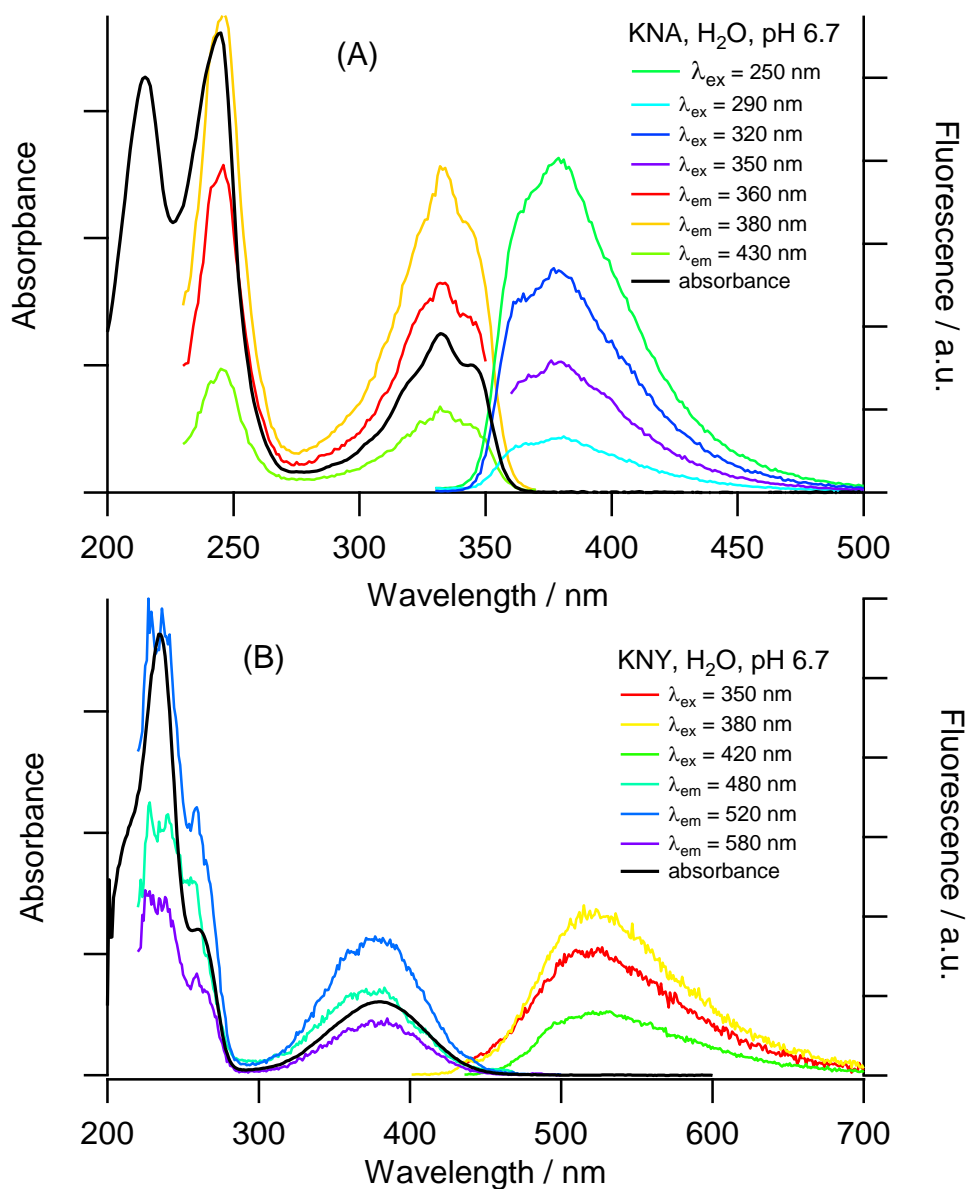 (A)
KNA, H₂O, pH 6.7
λex = 250 nm
λex = 290 nm
λex = 320 nm
λex = 350 nm
λem = 360 nm
λem = 380 nm
λem = 430 nm
absorbance
Absorpbance
Fluorescence / a.u.
200 250 300 350 400 450 500
Wavelength / nm
(B)
KNY, H₂O, pH 6.7
λex = 350 nm
λex = 380 nm
λex = 420 nm
λem = 480 nm
λem = 520 nm
λem = 580 nm
absorbance
Absorbance
Fluorescence / a.u.
200 300 400 500 600 700
Wavelength / nm